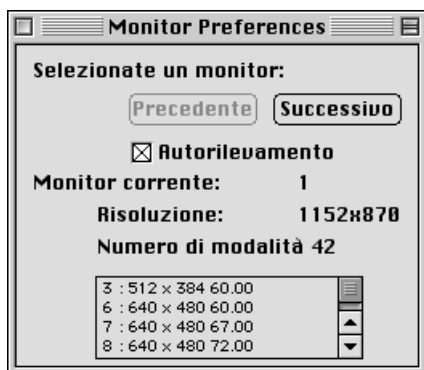 Monitor Preferences
Selezionate un monitor:
Precedente Successivo
Autorilevamento
Monitor corrente: 1
Risoluzione: 1152x870
Numero di modalità 42
3 : 512 x 384 60.00
6 : 640 x 480 60.00
7 : 640 x 480 67.00
8 : 640 x 480 72.00